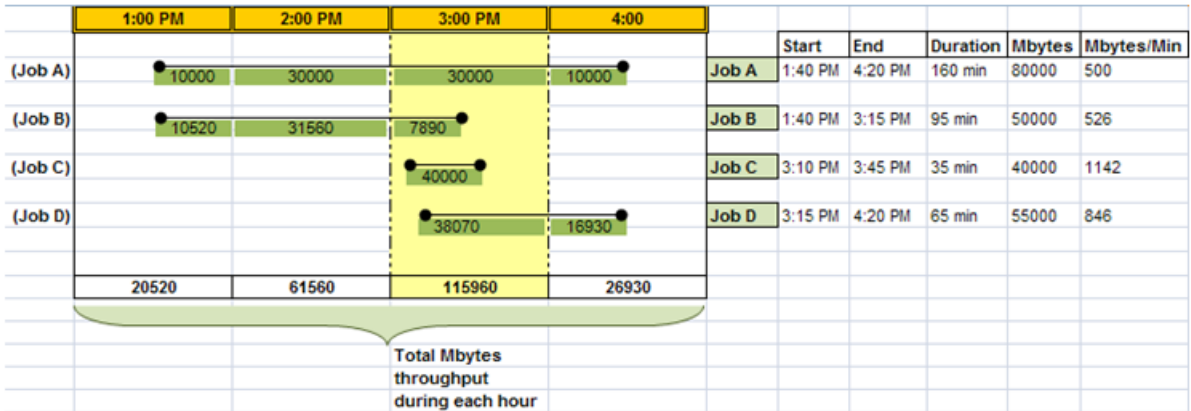 1:00 PM 2:00 PM 3:00 PM 4:00
Start End Duration Mbytes Mbytes/Min
(Job A) 10000 30000 30000 10000 Job A 1:40 PM 4:20 PM 160 min 80000 500
(Job B) 10520 31560 7890 Job B 1:40 PM 3:15 PM 95 min 50000 526
(Job C) 40000 Job C 3:10 PM 3:45 PM 35 min 40000 1142
(Job D) 38070 16930 Job D 3:15 PM 4:20 PM 65 min 55000 846
20520 61560 115960 26930
Total Mbytes
throughput
during each hour